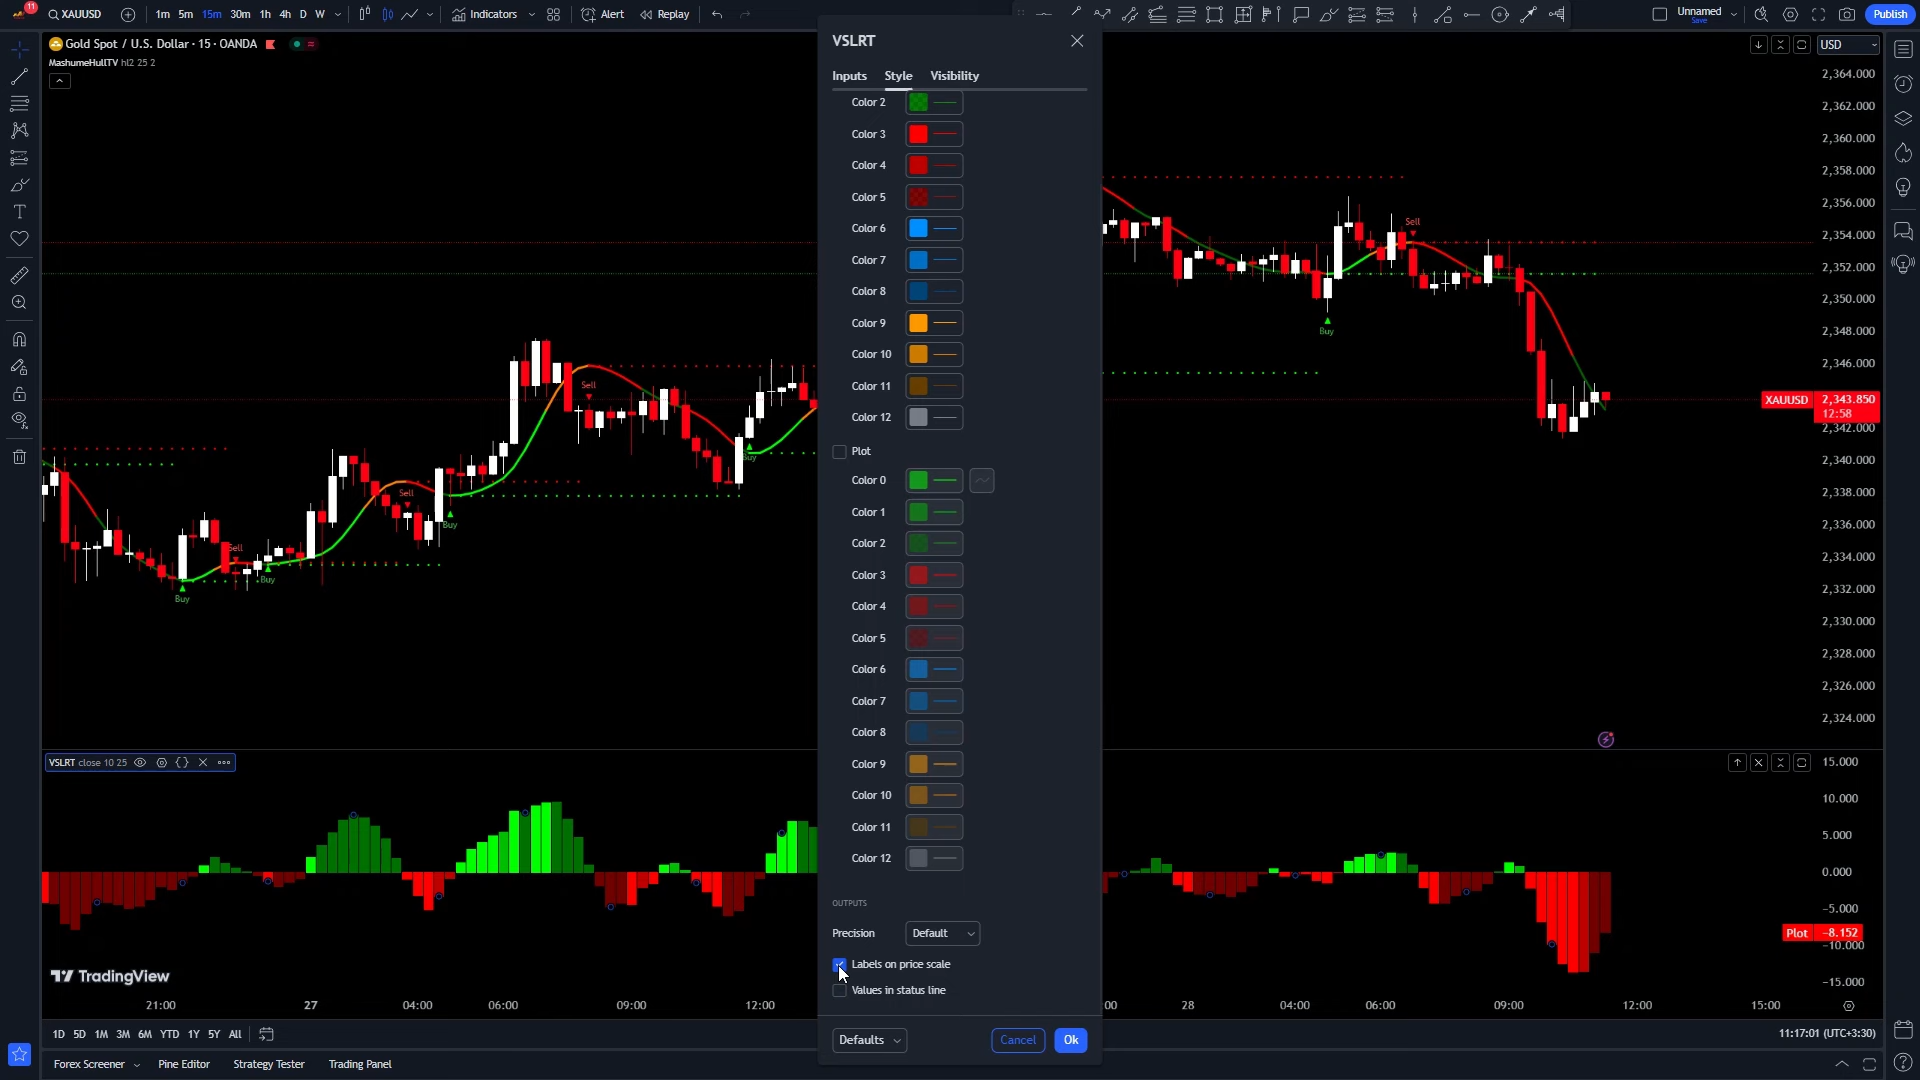 11
XAUUSD
1m 5m 15m 30m 1h 4h D W
Indicators
Alert
Replay
Unnamed
Save
Publish
Gold Spot / U.S. Dollar · 15 · OANDA
MashumeHullTV hl2 25 2
USD
2,364.000
2,362.000
2,360.000
2,358.000
2,356.000
2,354.000
2,352.000
2,350.000
2,348.000
2,346.000
XAUUSD 2,343.850
12:58
2,342.000
2,340.000
2,338.000
2,336.000
2,334.000
2,332.000
2,330.000
2,328.000
2,326.000
2,324.000
Buy
Sell
Buy
Sell
Buy
Sell
Buy
Buy
Sell
VSLRT
Inputs Style Visibility
Color 2
Color 3
Color 4
Color 5
Color 6
Color 7
Color 8
Color 9
Color 10
Color 11
Color 12
Plot
Color 0
Color 1
Color 2
Color 3
Color 4
Color 5
Color 6
Color 7
Color 8
Color 9
Color 10
Color 11
Color 12
OUTPUTS
Precision Default
Labels on price scale
Values in status line
Defaults Cancel Ok
VSLRT close 10 25
15.000
10.000
5.000
0.000
-5.000
Plot -8.152
-10.000
-15.000
TradingView
21:00 27 04:00 06:00 09:00 12:00 :00 28 04:00 06:00 09:00 12:00 15:00
1D 5D 1M 3M 6M YTD 1Y 5Y All
11:17:01 (UTC+3:30)
Forex Screener Pine Editor Strategy Tester Trading Panel